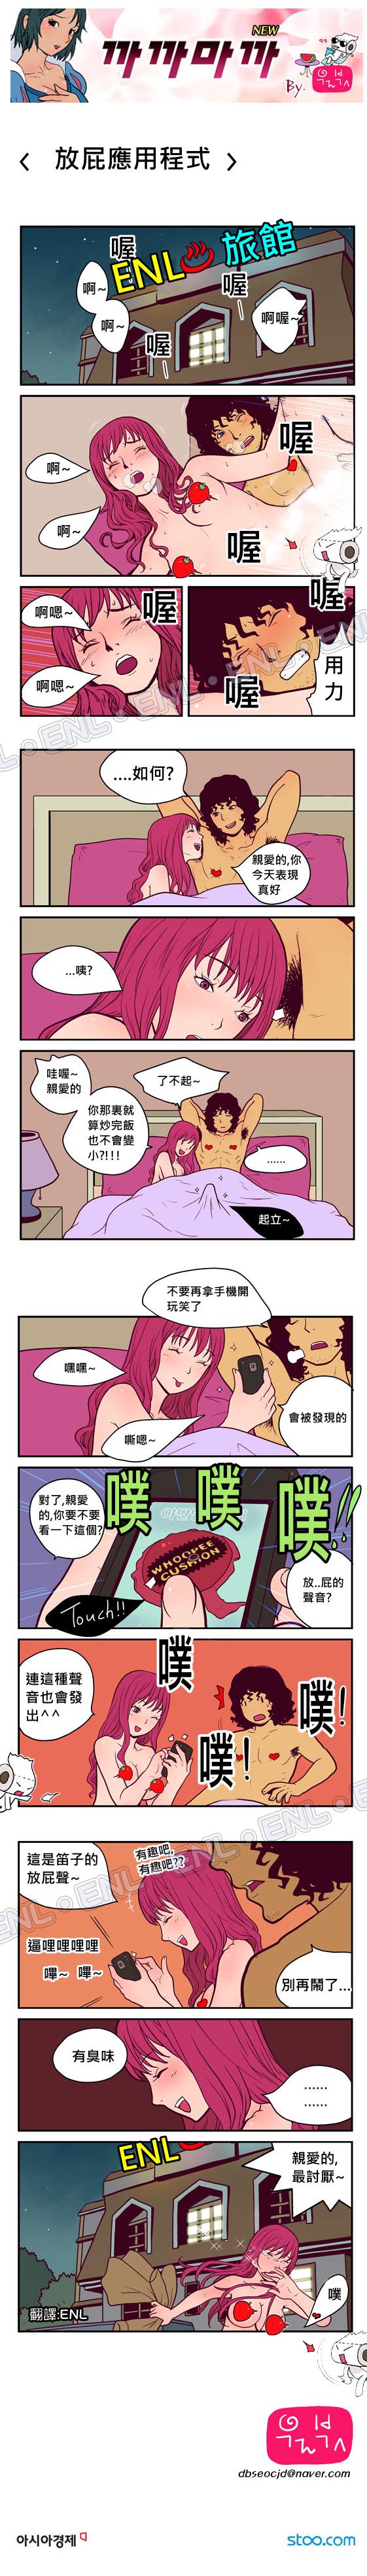 NEW
까까마까
By. 윤서
< 放屁應用程式 >
喔
ENL♨旅館
啊~
啊~
喔
喔
啊喔~
啊~
啊~
喔
喔
啊嗯~
啊嗯~
喔
喔
喔
用力
....如何?
親愛的,你
今天表現
真好
...咦?
哇喔~
親愛的
你那裏就
算炒完飯
也不會變
小?!!!
了不起~
......
起立~
不要再拿手機開
玩笑了
嘿嘿~
嘶嗯~
會被發現的
對了,親愛
的,你要不要
看一下這個?
噗
噗
噗!!
WHOOPEE
CUSHION
Touch!!
放..屁的
聲音?
連這種聲
音也會發
出^^
噗
噗!
噗!
這是笛子的
放屁聲~
有趣吧,
有趣吧??
逼哩哩哩哩
嗶~ 嗶~
別再鬧了...
有臭味
......
......
ENL
親愛的,
最討厭~
噗
翻譯:ENL
dbseocjd@naver.com
아시아경제
stoo.com